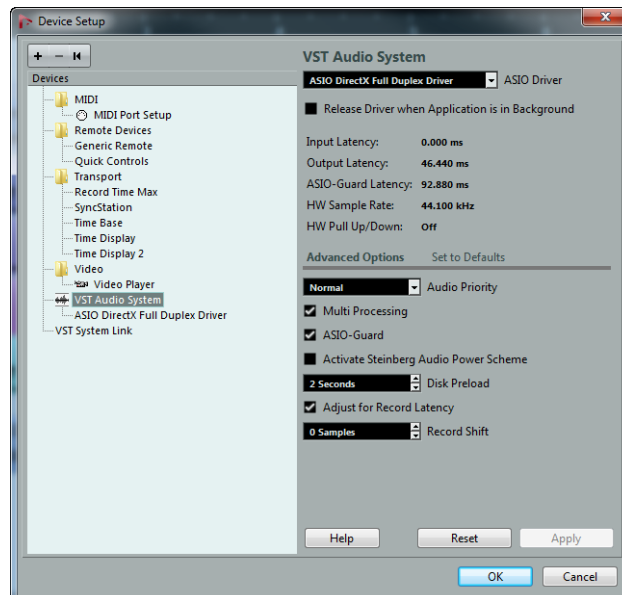 Device Setup
Devices
MIDI
MIDI Port Setup
Remote Devices
Generic Remote
Quick Controls
Transport
Record Time Max
SyncStation
Time Base
Time Display
Time Display 2
Video
Video Player
VST Audio System
ASIO DirectX Full Duplex Driver
VST System Link
VST Audio System
ASIO DirectX Full Duplex Driver ASIO Driver
Release Driver when Application is in Background
Input Latency: 0.000 ms
Output Latency: 46.440 ms
ASIO-Guard Latency: 92.880 ms
HW Sample Rate: 44.100 kHz
HW Pull Up/Down: Off
Advanced Options Set to Defaults
Normal Audio Priority
Multi Processing
ASIO-Guard
Activate Steinberg Audio Power Scheme
2 Seconds Disk Preload
Adjust for Record Latency
0 Samples Record Shift
Help Reset Apply
OK Cancel